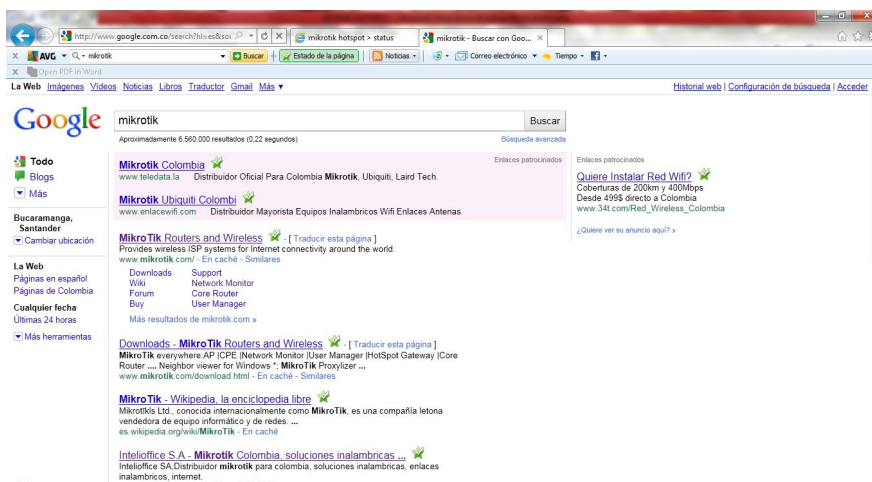 http://www.google.com.co/search?hl=es&sou
mikrotik hotspot > status
mikrotik - Buscar con Goo...
AVG mikrotik Buscar Estado de la página Noticias Correo electrónico Tiempo
Open PDF in Word
La Web Imágenes Vídeos Noticias Libros Traductor Gmail Más ▼ Historial web | Configuración de búsqueda | Acceder
Google
mikrotik Buscar
Aproximadamente 6.560.000 resultados (0,22 segundos) Búsqueda avanzada
Todo
Blogs
Más
Bucaramanga,
Santander
Cambiar ubicación
La Web
Páginas en español
Páginas de Colombia
Cualquier fecha
Últimas 24 horas
Más herramientas
Mikrotik Colombia Enlaces patrocinados
www.teledata.la Distribuidor Oficial Para Colombia Mikrotik, Ubiquiti, Laird Tech.
Mikrotik Ubiquiti Colombi
www.enlacewifi.com Distribuidor Mayorista Equipos Inalambricos Wifi Enlaces Antenas
MikroTik Routers and Wireless - [ Traducir esta página ]
Provides wireless ISP systems for Internet connectivity around the world.
www.mikrotik.com/ - En caché - Similares
Downloads Support
Wiki Network Monitor
Forum Core Router
Buy User Manager
Más resultados de mikrotik.com »
Downloads - MikroTik Routers and Wireless - [ Traducir esta página ]
MikroTik everywhere:AP |CPE |Network Monitor |User Manager |HotSpot Gateway |Core
Router .... Neighbor viewer for Windows *; MikroTik Proxylizer ...
www.mikrotik.com/download.html - En caché - Similares
MikroTik - Wikipedia, la enciclopedia libre
Mikrotīkls Ltd., conocida internacionalmente como MikroTik, es una compañía letona
vendedora de equipo informático y de redes. ...
es.wikipedia.org/wiki/MikroTik - En caché
Intelioffice S.A - Mikrotik Colombia, soluciones inalambricas ...
Intelioffice SA,Distribuidor mikrotik para colombia, soluciones inalambricas, enlaces
inalambricos, internet.
Enlaces patrocinados
Quiere Instalar Red Wifi?
Coberturas de 200km y 400Mbps
Desde 499$ directo a Colombia
www.34t.com/Red_Wireless_Colombia
¿Quiere ver su anuncio aquí? »